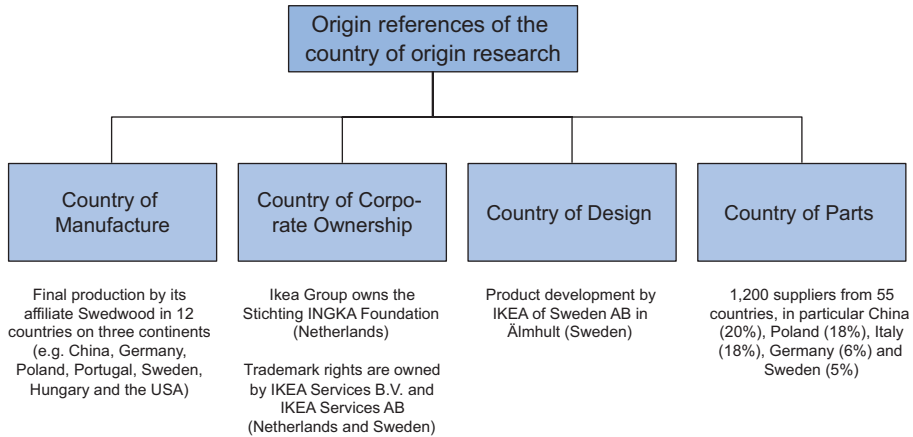 Origin references of the
country of origin research
Country of
Manufacture
Country of Corpo-
rate Ownership
Country of Design
Country of Parts
Final production by its
affiliate Swedwood in 12
countries on three continents
(e.g. China, Germany,
Poland, Portugal, Sweden,
Hungary and the USA)
Ikea Group owns the
Stichting INGKA Foundation
(Netherlands)
Trademark rights are owned
by IKEA Services B.V. and
IKEA Services AB
(Netherlands and Sweden)
Product development by
IKEA of Sweden AB in
Älmhult (Sweden)
1,200 suppliers from 55
countries, in particular China
(20%), Poland (18%), Italy
(18%), Germany (6%) and
Sweden (5%)